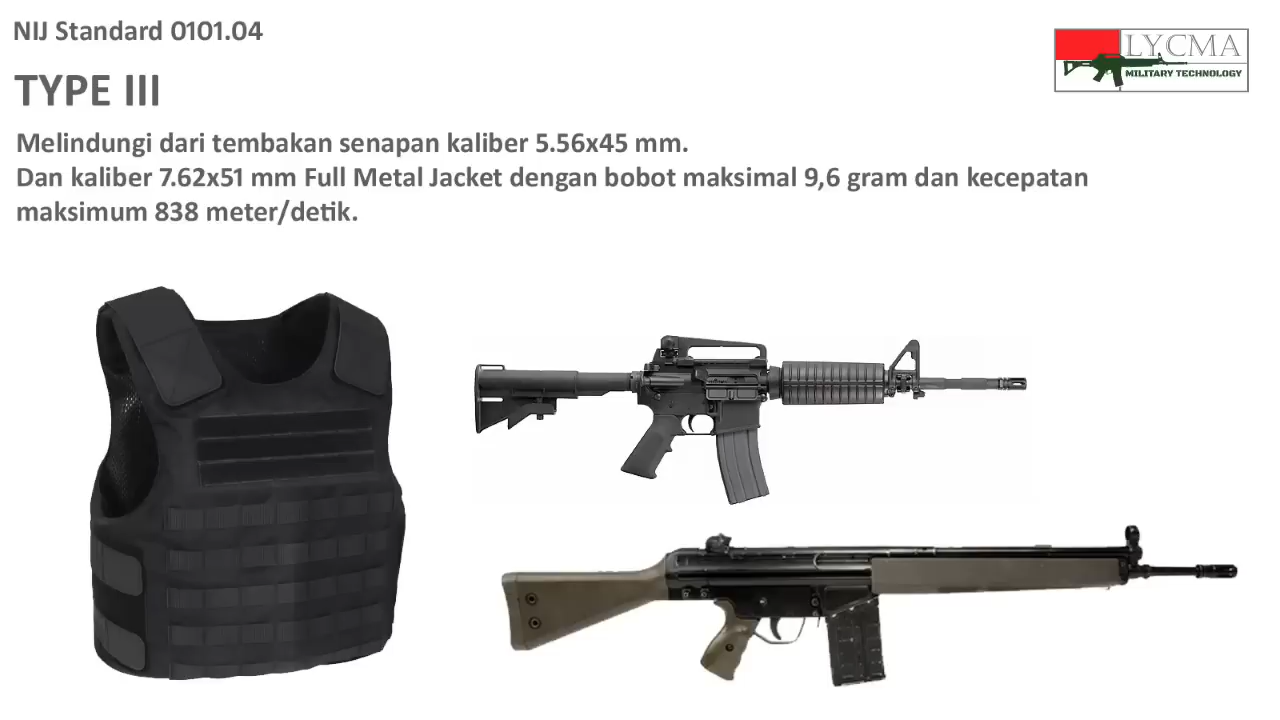 NIJ Standard 0101.04
LYCMA
MILITARY TECHNOLOGY
TYPE III
Melindungi dari tembakan senapan kaliber 5.56x45 mm.
Dan kaliber 7.62x51 mm Full Metal Jacket dengan bobot maksimal 9,6 gram dan kecepatan
maksimum 838 meter/detik.